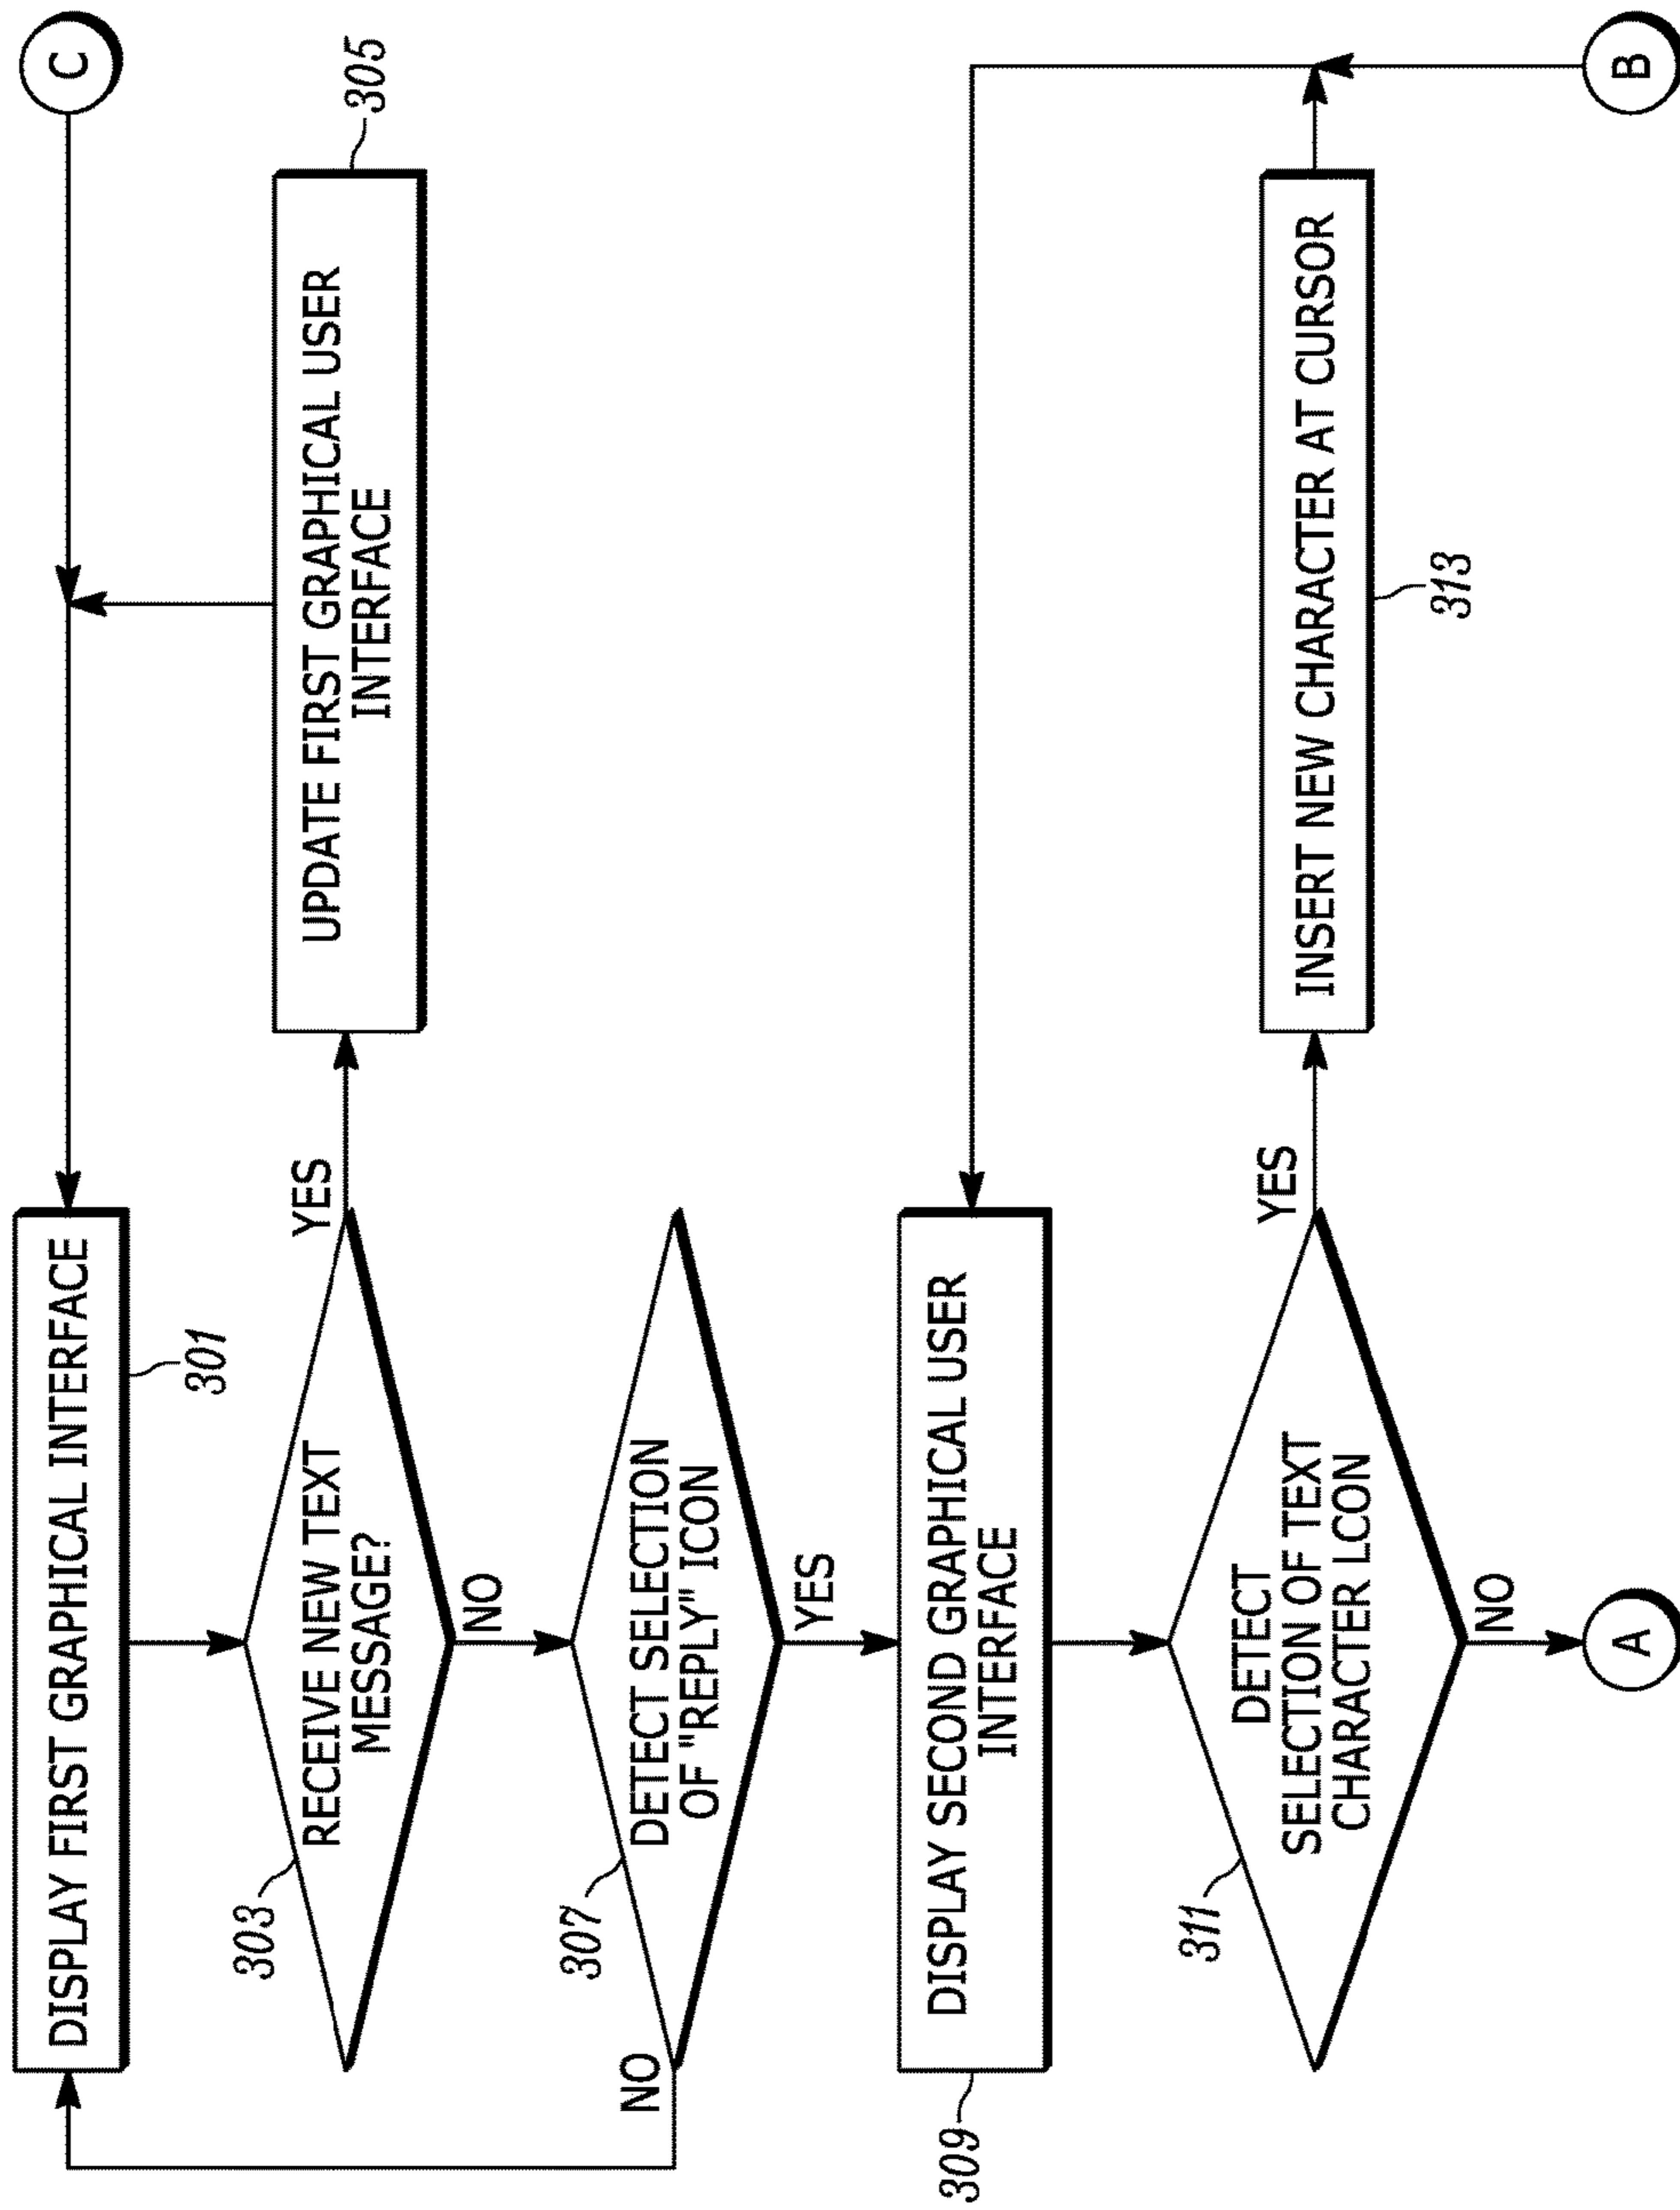 C
DISPLAY FIRST GRAPHICAL INTERFACE
301
303
RECEIVE NEW TEXT
MESSAGE?
YES
NO
UPDATE FIRST GRAPHICAL USER
INTERFACE
305
307
DETECT SELECTION
OF "REPLY" ICON
NO
YES
DISPLAY SECOND GRAPHICAL USER
INTERFACE
309
311
DETECT
SELECTION OF TEXT
CHARACTER LCON
YES
NO
INSERT NEW CHARACTER AT CURSOR
313
A
B